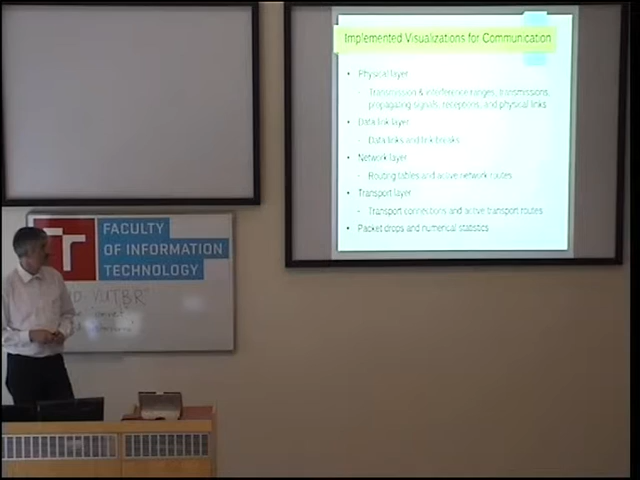 Implemented Visualizations for Communication
• Physical layer
- Transmission & interference ranges, transmissions,
propagating signals, receptions, and physical links
• Data link layer
- Data links and link breaks
• Network layer
- Routing tables and active network routes
• Transport layer
- Transport connections and active transport routes
• Packet drops and numerical statistics
FACULTY
OF INFORMATION
TECHNOLOGY